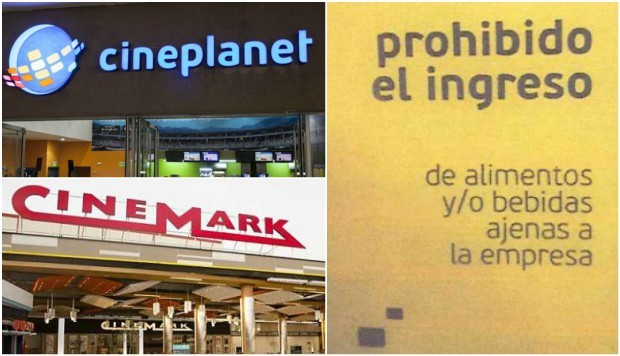 cineplanet
CINEMARK
CINEMARK
prohibido
el ingreso
de alimentos
y/o bebidas
ajenas a
la empresa